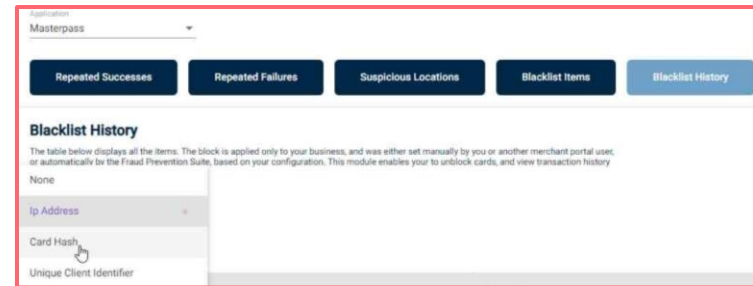 Application
Masterpass
Repeated Successes Repeated Failures Suspicious Locations Blacklist Items Blacklist History
Blacklist History
The table below displays all the items. The block is applied only to your business, and was either set manually by you or another merchant portal user,
or automatically by the Fraud Prevention Suite, based on your configuration. This module enables your to unblock cards, and view transaction history
None
Ip Address
Card Hash
Unique Client Identifier